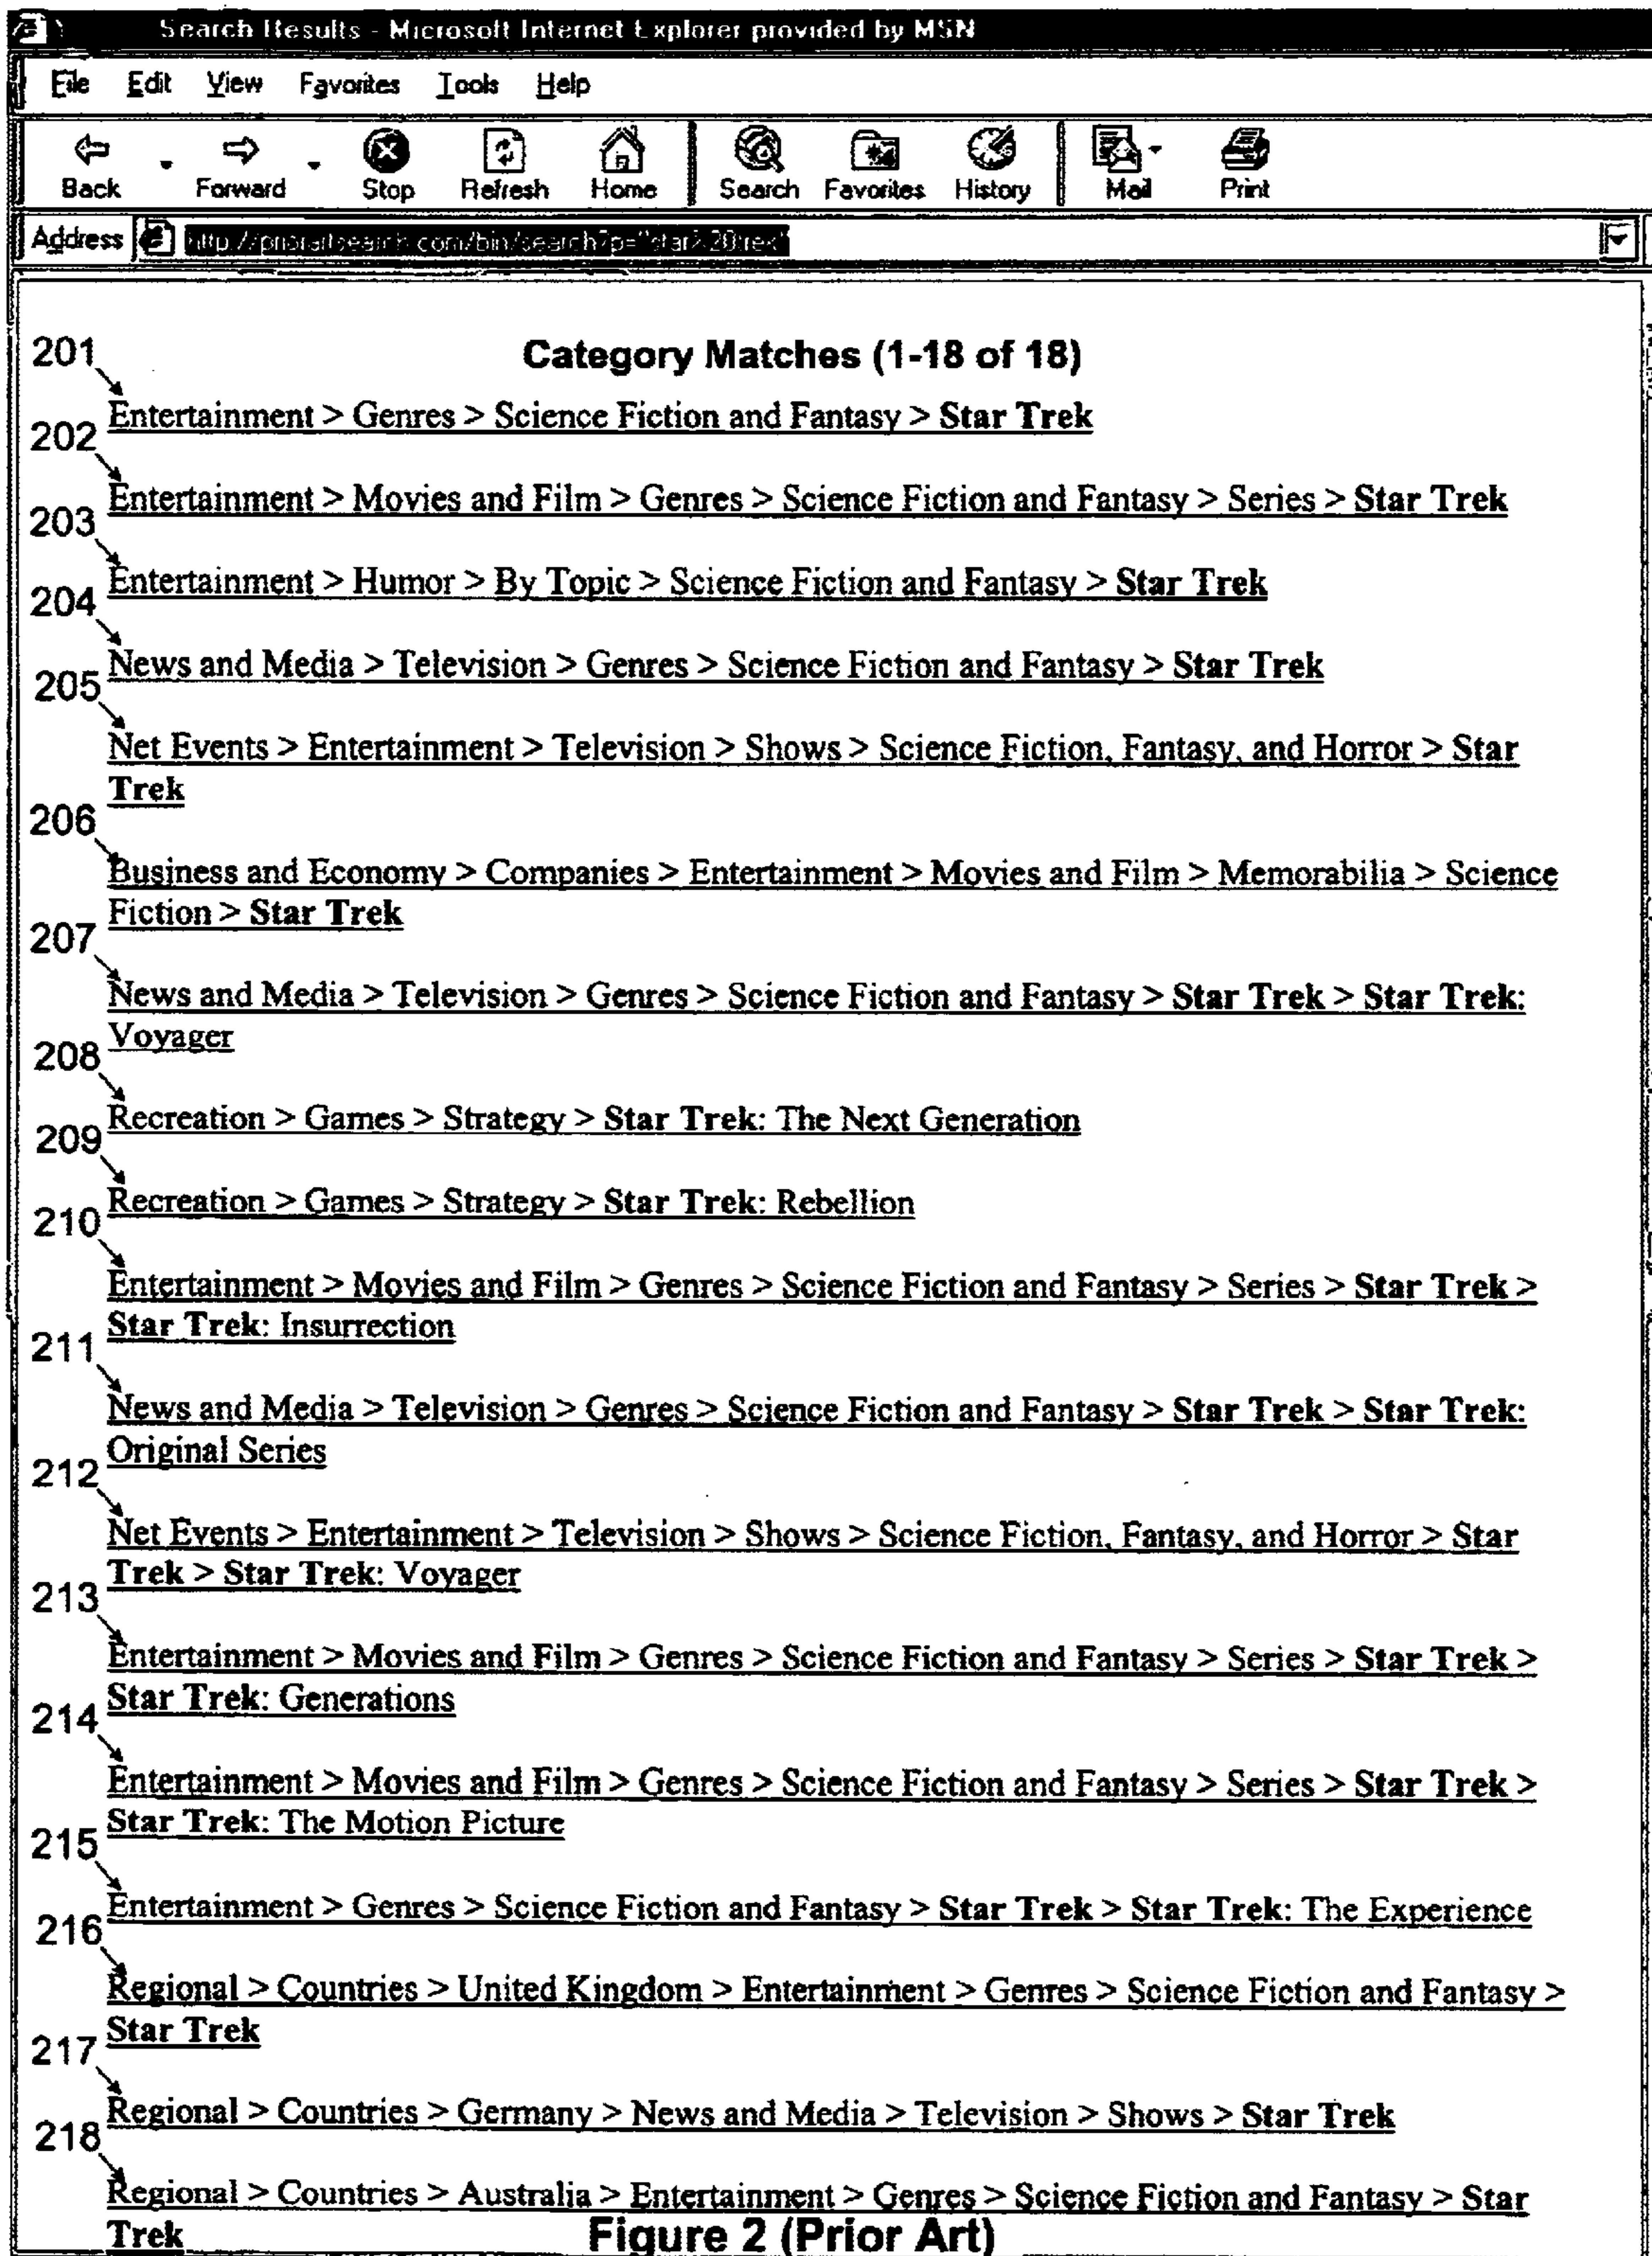 Search Results - Microsoft Internet Explorer provided by MSN
File Edit View Favorites Tools Help
Back Forward Stop Refresh Home Search Favorites History Mail Print
Address http://priorartsearch.com/bin/search?p="star%20trek"
201
Category Matches (1-18 of 18)
Entertainment > Genres > Science Fiction and Fantasy > Star Trek
202
Entertainment > Movies and Film > Genres > Science Fiction and Fantasy > Series > Star Trek
203
Entertainment > Humor > By Topic > Science Fiction and Fantasy > Star Trek
204
News and Media > Television > Genres > Science Fiction and Fantasy > Star Trek
205
Net Events > Entertainment > Television > Shows > Science Fiction, Fantasy, and Horror > Star
Trek
206
Business and Economy > Companies > Entertainment > Movies and Film > Memorabilia > Science
Fiction > Star Trek
207
News and Media > Television > Genres > Science Fiction and Fantasy > Star Trek > Star Trek:
Voyager
208
Recreation > Games > Strategy > Star Trek: The Next Generation
209
Recreation > Games > Strategy > Star Trek: Rebellion
210
Entertainment > Movies and Film > Genres > Science Fiction and Fantasy > Series > Star Trek >
Star Trek: Insurrection
211
News and Media > Television > Genres > Science Fiction and Fantasy > Star Trek > Star Trek:
Original Series
212
Net Events > Entertainment > Television > Shows > Science Fiction, Fantasy, and Horror > Star
Trek > Star Trek: Voyager
213
Entertainment > Movies and Film > Genres > Science Fiction and Fantasy > Series > Star Trek >
Star Trek: Generations
214
Entertainment > Movies and Film > Genres > Science Fiction and Fantasy > Series > Star Trek >
Star Trek: The Motion Picture
215
Entertainment > Genres > Science Fiction and Fantasy > Star Trek > Star Trek: The Experience
216
Regional > Countries > United Kingdom > Entertainment > Genres > Science Fiction and Fantasy >
Star Trek
217
Regional > Countries > Germany > News and Media > Television > Shows > Star Trek
218
Regional > Countries > Australia > Entertainment > Genres > Science Fiction and Fantasy > Star
Trek
Figure 2 (Prior Art)